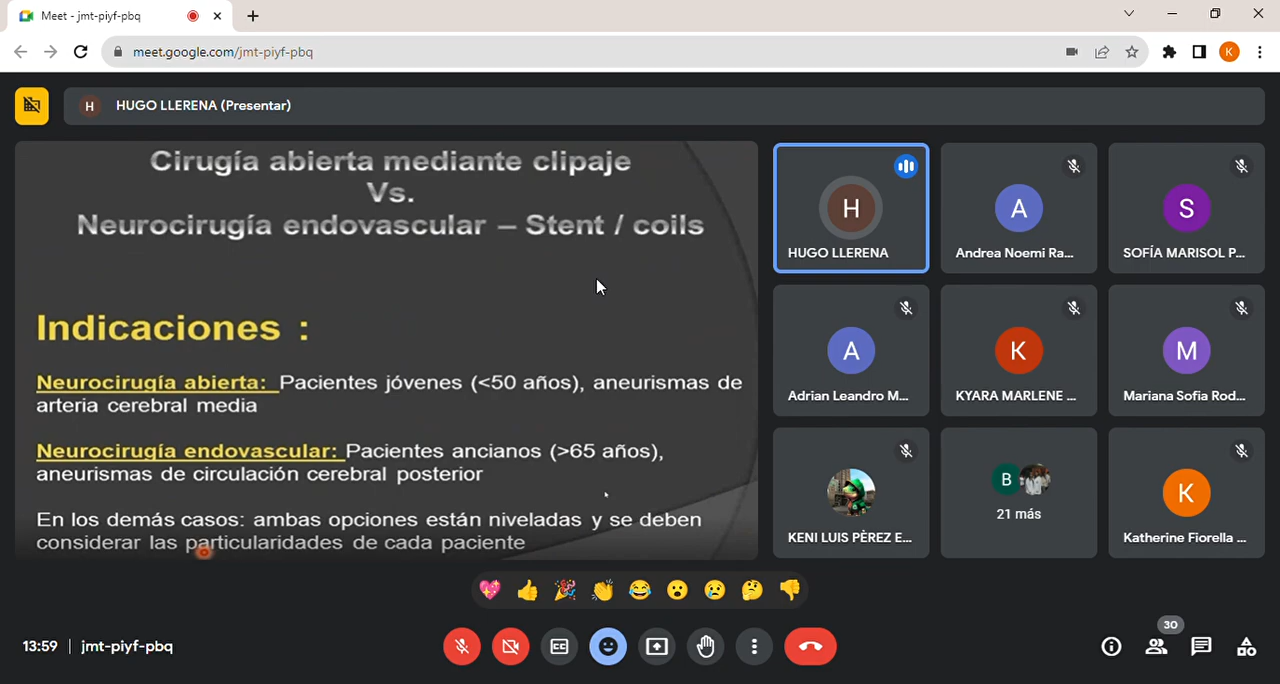 Meet - jmt-piyf-pbq
meet.google.com/jmt-piyf-pbq
K
H
HUGO LLERENA (Presentar)
Cirugía abierta mediante clipaje
Vs.
Neurocirugía endovascular – Stent / coils
Indicaciones :
Neurocirugía abierta: Pacientes jóvenes (<50 años), aneurismas de
arteria cerebral media
Neurocirugía endovascular: Pacientes ancianos (>65 años),
aneurismas de circulación cerebral posterior
En los demás casos: ambas opciones están niveladas y se deben
considerar las particularidades de cada paciente
H
HUGO LLERENA
A
Andrea Noemi Ra...
S
SOFÍA MARISOL P...
A
Adrian Leandro M...
K
KYARA MARLENE ...
M
Mariana Sofia Rod...
KENI LUIS PÈREZ E...
B
21 más
K
Katherine Fiorella ...
13:59 | jmt-piyf-pbq
CC
30